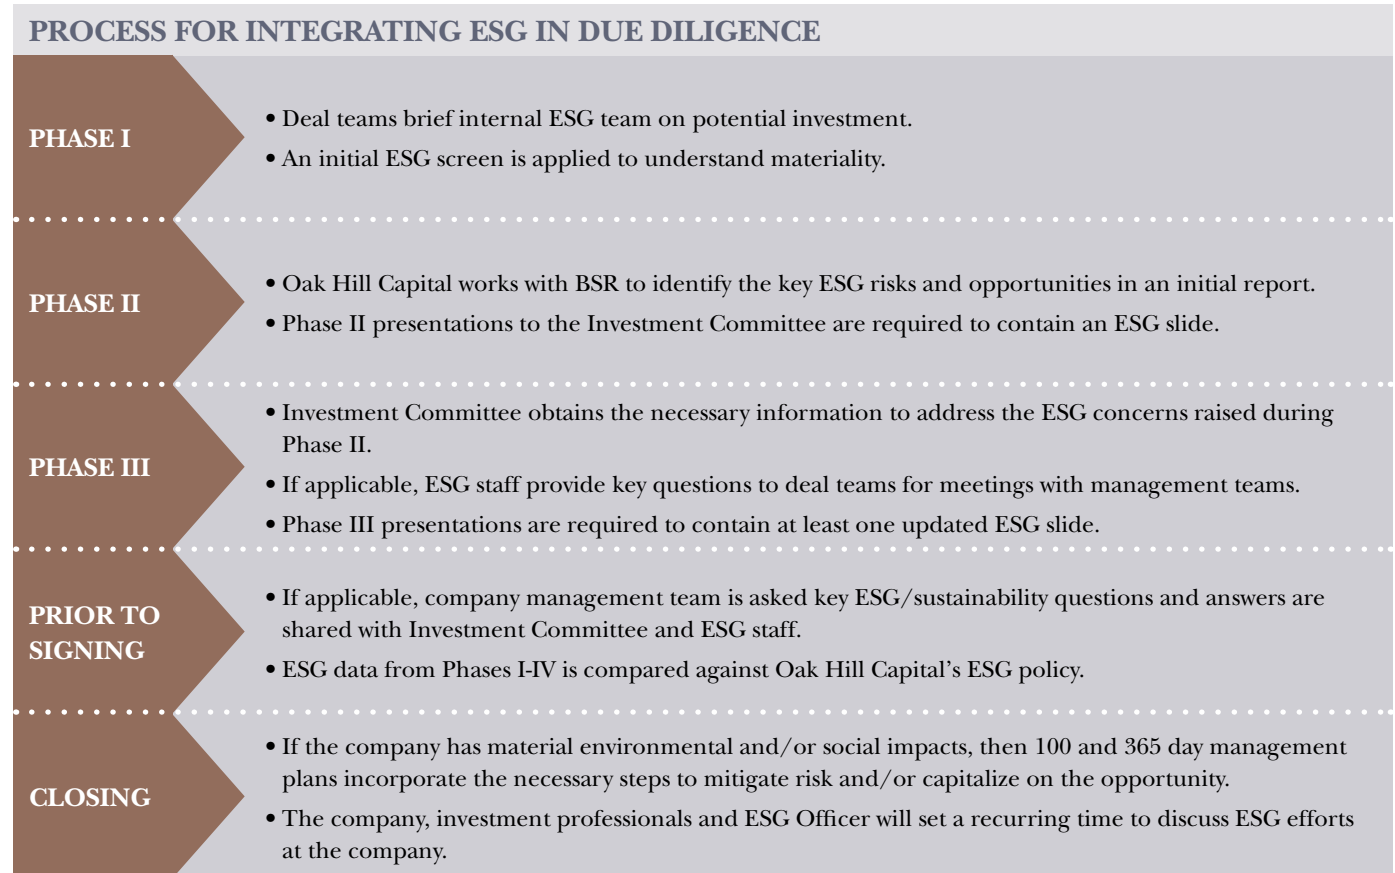 PROCESS FOR INTEGRATING ESG IN DUE DILIGENCE
PHASE I
• Deal teams brief internal ESG team on potential investment.
• An initial ESG screen is applied to understand materiality.
PHASE II
• Oak Hill Capital works with BSR to identify the key ESG risks and opportunities in an initial report.
• Phase II presentations to the Investment Committee are required to contain an ESG slide.
PHASE III
• Investment Committee obtains the necessary information to address the ESG concerns raised during
Phase II.
• If applicable, ESG staff provide key questions to deal teams for meetings with management teams.
• Phase III presentations are required to contain at least one updated ESG slide.
PRIOR TO
SIGNING
• If applicable, company management team is asked key ESG/sustainability questions and answers are
shared with Investment Committee and ESG staff.
• ESG data from Phases I-IV is compared against Oak Hill Capital’s ESG policy.
CLOSING
• If the company has material environmental and/or social impacts, then 100 and 365 day management
plans incorporate the necessary steps to mitigate risk and/or capitalize on the opportunity.
• The company, investment professionals and ESG Officer will set a recurring time to discuss ESG efforts
at the company.